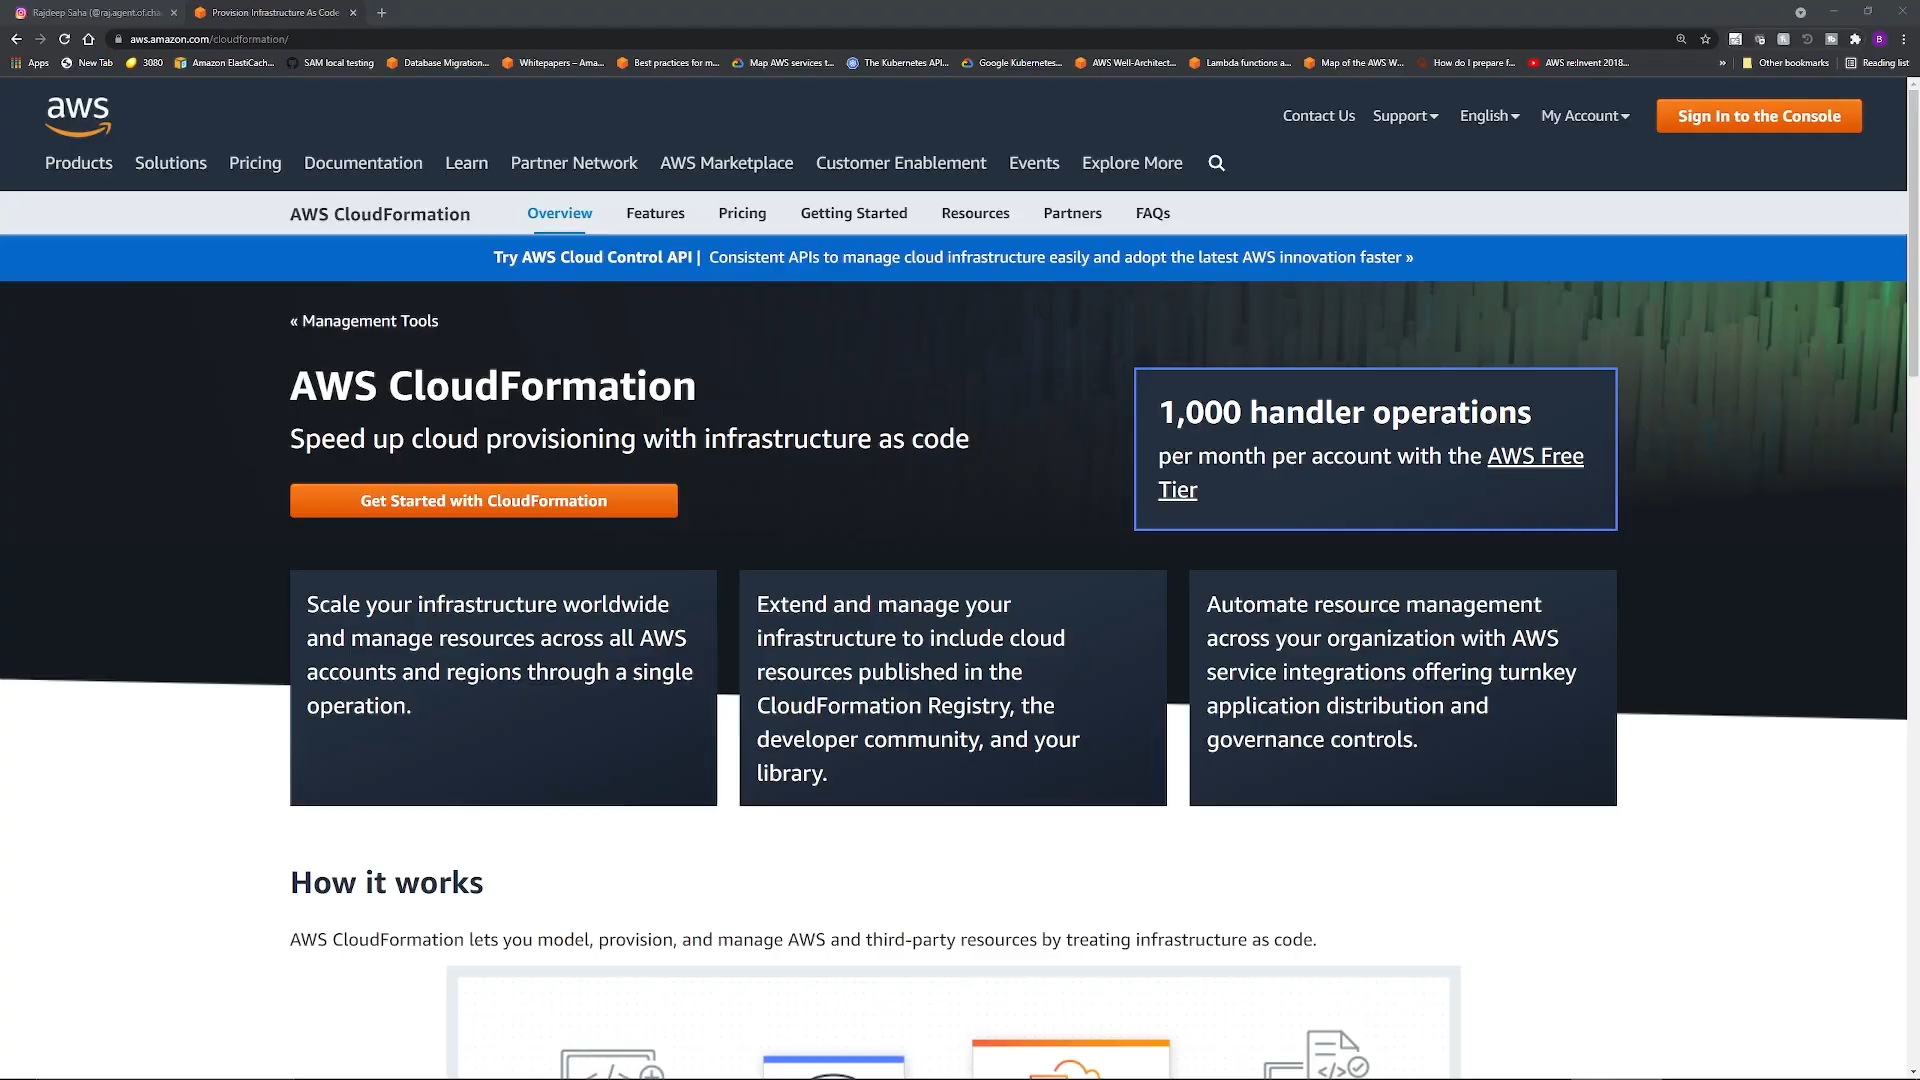 Rajdeep Saha (@raj.agent.of.cha
Provision Infrastructure As Code
aws.amazon.com/cloudformation/
Apps
New Tab
3080
Amazon ElastiCach...
SAM local testing
Database Migration...
Whitepapers – Ama...
Best practices for m...
Map AWS services t...
The Kubernetes API...
Google Kubernetes...
AWS Well-Architect...
Lambda functions a...
Map of the AWS W...
How do I prepare f...
AWS re:Invent 2018...
»
Other bookmarks
Reading list
B
aws
Contact Us
Support
English
My Account
Sign In to the Console
Products
Solutions
Pricing
Documentation
Learn
Partner Network
AWS Marketplace
Customer Enablement
Events
Explore More
AWS CloudFormation
Overview
Features
Pricing
Getting Started
Resources
Partners
FAQs
Try AWS Cloud Control API | Consistent APIs to manage cloud infrastructure easily and adopt the latest AWS innovation faster »
« Management Tools
AWS CloudFormation
Speed up cloud provisioning with infrastructure as code
Get Started with CloudFormation
1,000 handler operations
per month per account with the AWS Free
Tier
Scale your infrastructure worldwide
and manage resources across all AWS
accounts and regions through a single
operation.
Extend and manage your
infrastructure to include cloud
resources published in the
CloudFormation Registry, the
developer community, and your
library.
Automate resource management
across your organization with AWS
service integrations offering turnkey
application distribution and
governance controls.
How it works
AWS CloudFormation lets you model, provision, and manage AWS and third-party resources by treating infrastructure as code.